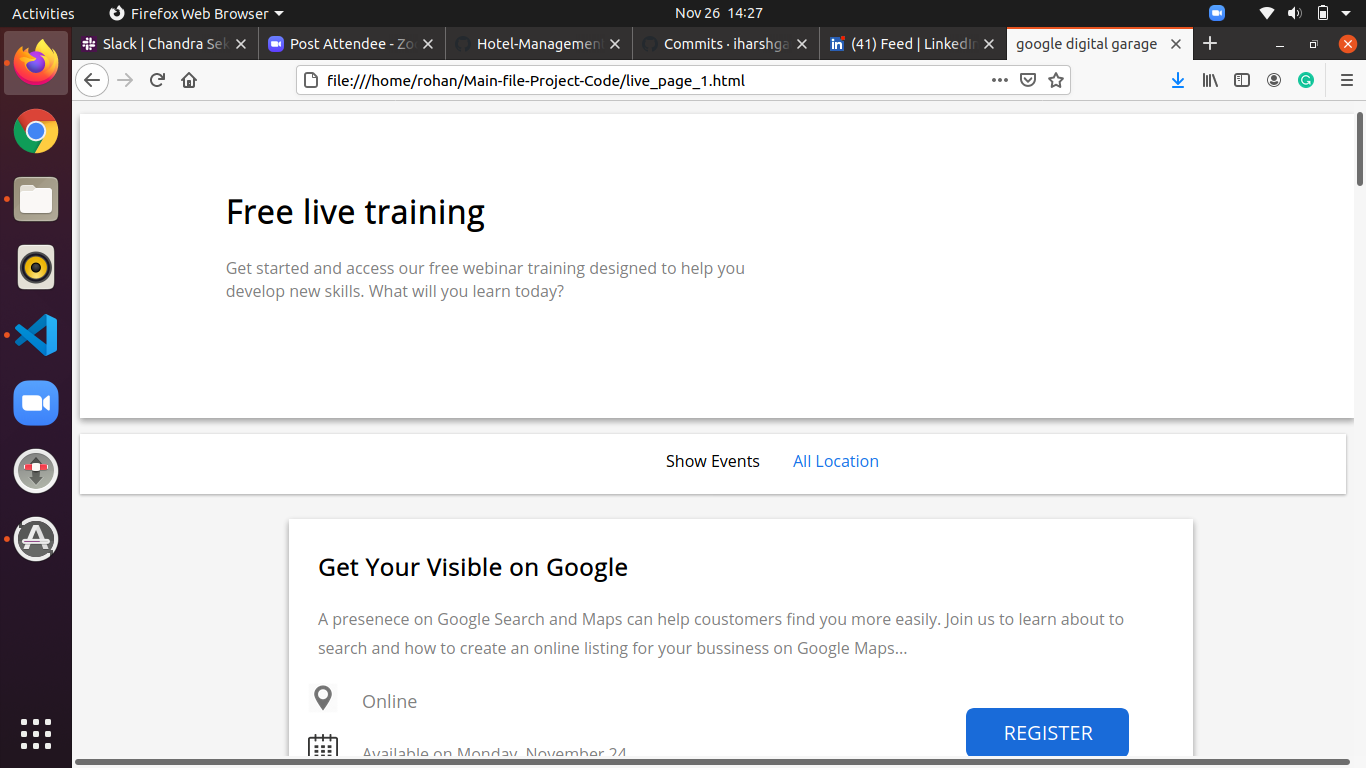 Activities Firefox Web Browser Nov 26 14:27
Slack | Chandra Sek Post Attendee - Zoo Hotel-Management Commits · iharshga (41) Feed | LinkedIn google digital garage
file:///home/rohan/Main-file-Project-Code/live_page_1.html
Free live training
Get started and access our free webinar training designed to help you
develop new skills. What will you learn today?
Show Events All Location
Get Your Visible on Google
A presenece on Google Search and Maps can help coustomers find you more easily. Join us to learn about to
search and how to create an online listing for your bussiness on Google Maps...
Online
REGISTER
Available on Monday, November 24